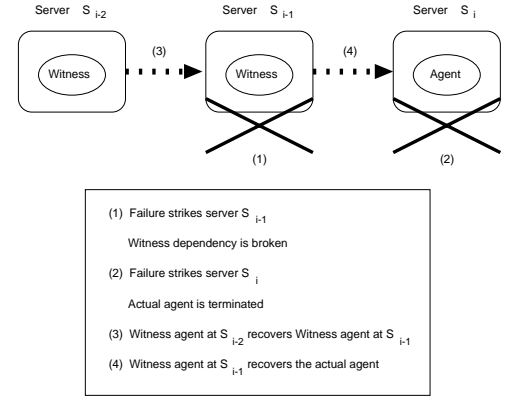 Server S i-2
Server S i-1
Server S i
Witness
(3)
Witness
(4)
Agent
(1)
(2)
(1) Failure strikes server S i-1
Witness dependency is broken
(2) Failure strikes server S i
Actual agent is terminated
(3) Witness agent at S i-2 recovers Witness agent at S i-1
(4) Witness agent at S i-1 recovers the actual agent